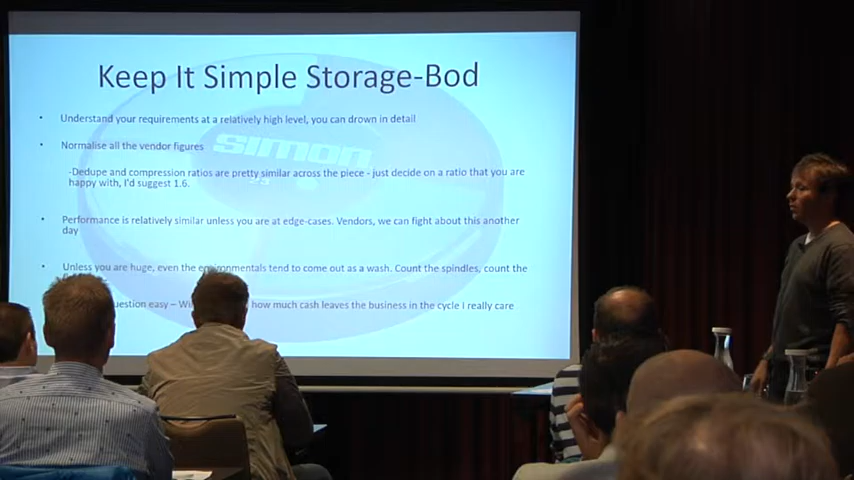 Keep It Simple Storage-Bod
• Understand your requirements at a relatively high level, you can drown in detail
• Normalise all the vendor figures
simon
-Dedupe and compression ratios are pretty similar across the piece - just decide on a ratio that you are
happy with, I'd suggest 1.6.
• Performance is relatively similar unless you are at edge-cases. Vendors, we can fight about this another
day
• Unless you are huge, even the environmentals tend to come out as a wash. Count the spindles, count the
uestion easy – how much cash leaves the business in the cycle I really care